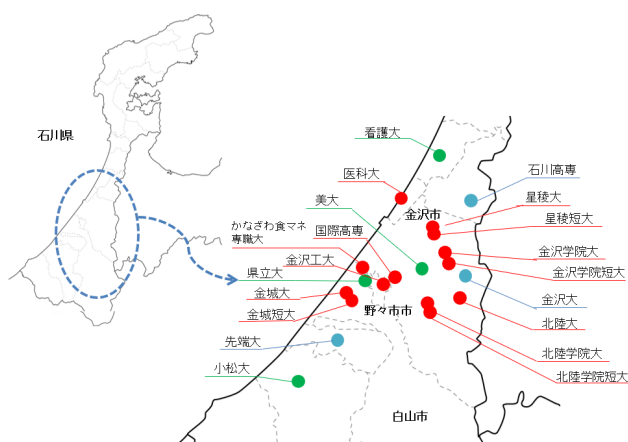 石川県
看護大
医科大
石川高専
美大
星稜大
金沢市
星稜短大
かなざわ食マネ
専職大
国際高専
金沢学院大
金沢工大
金沢学院短大
県立大
金沢大
金城大
野々市市
金城短大
北陸大
先端大
北陸学院大
小松大
北陸学院短大
白山市